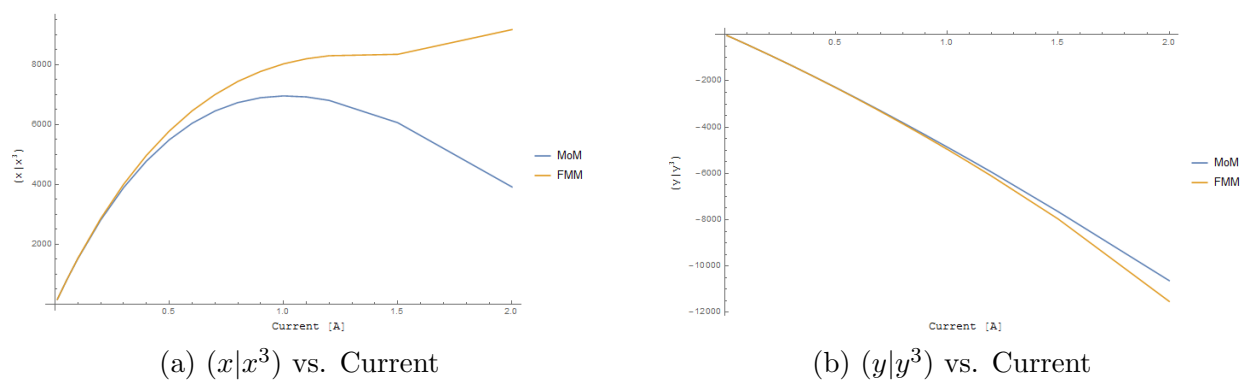 8000
6000
4000
2000
(x|x³)
0.5
1.0
1.5
2.0
Current [A]
MoM
FMM
(a) (x|x³) vs. Current
0.5
1.0
1.5
2.0
-2000
-4000
-6000
-8000
-10000
-12000
(y|y³)
Current [A]
MoM
FMM
(b) (y|y³) vs. Current